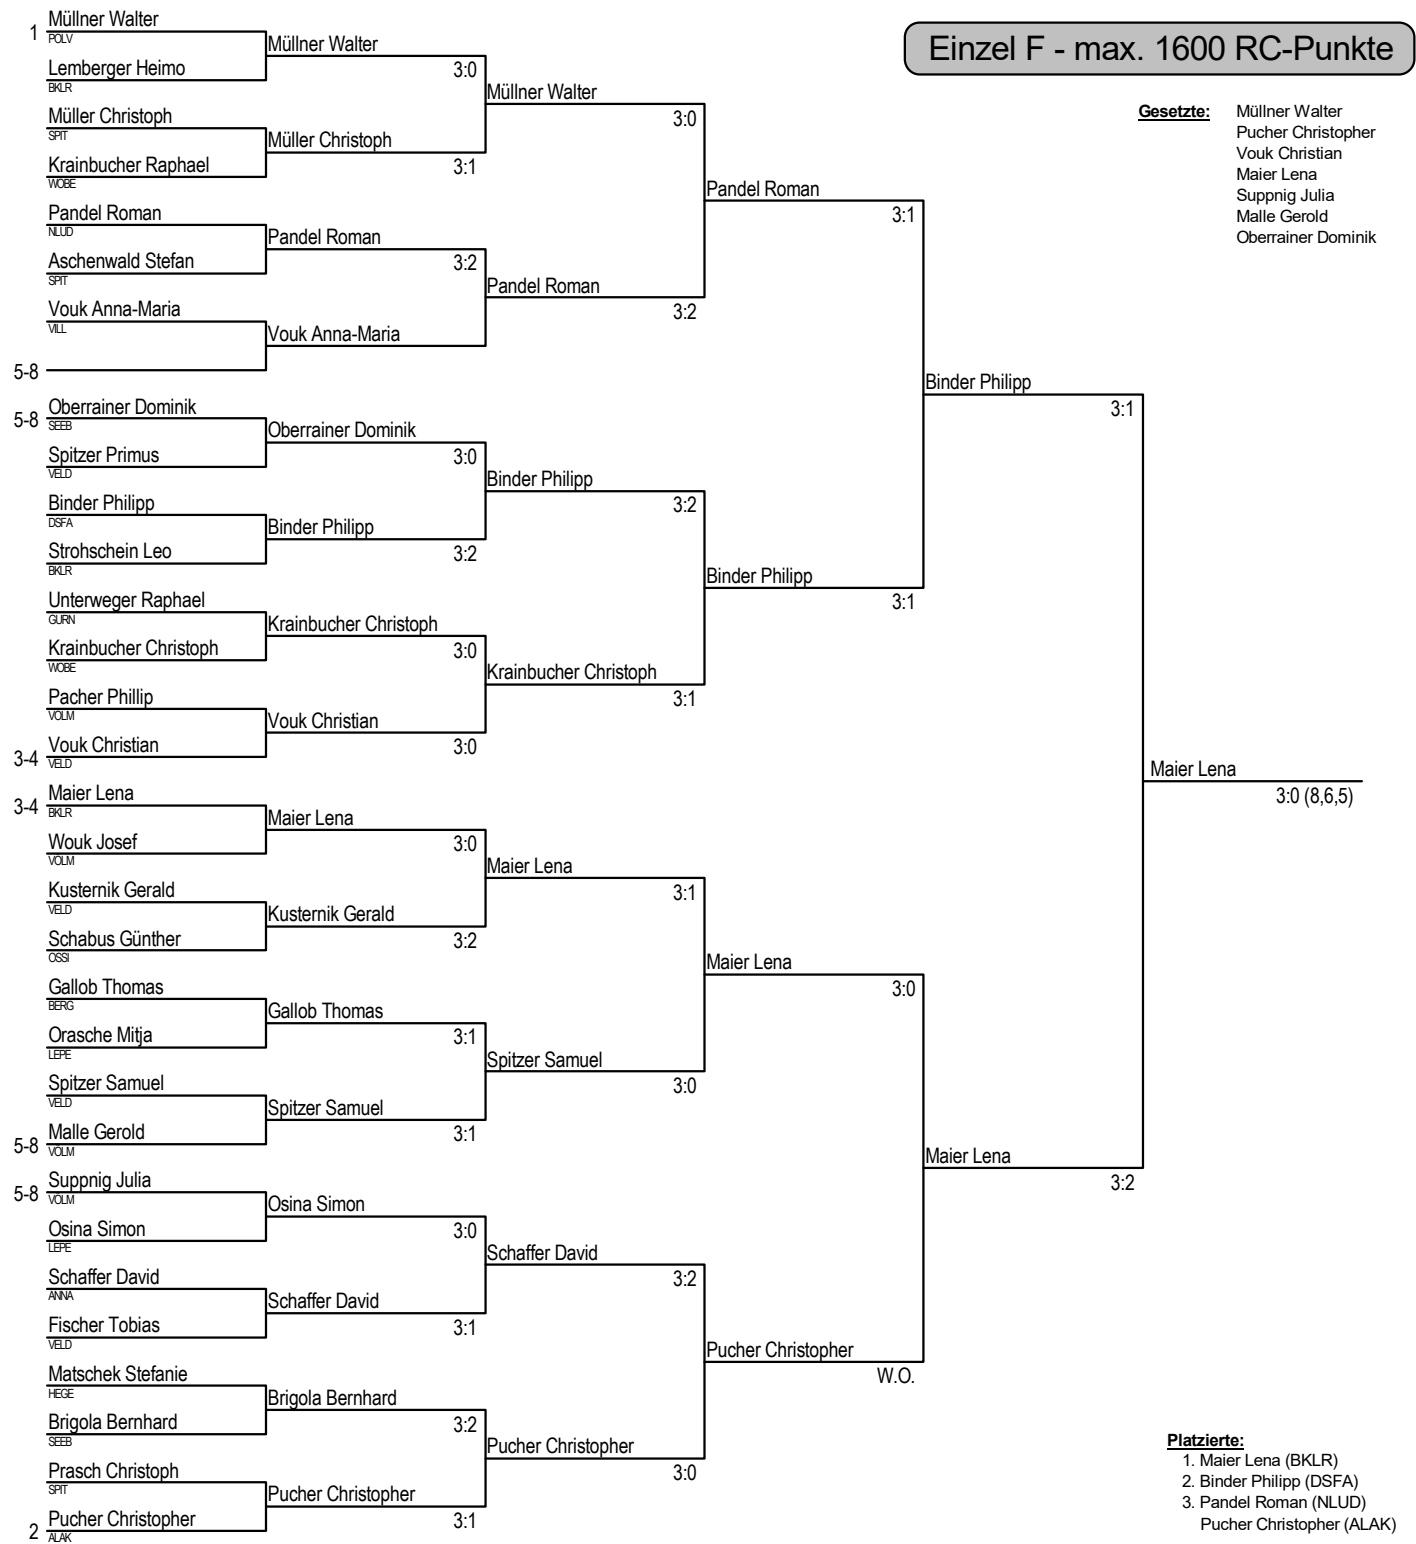 Einzel F - max. 1600 RC-Punkte
Gesetzte: Müllner Walter
Pucher Christopher
Vouk Christian
Maier Lena
Suppnig Julia
Malle Gerold
Oberrainer Dominik
1 Müllner Walter
POLV
Lemberger Heimo
BKLR
Müller Christoph
SPIT
Krainbucher Raphael
WOBE
Pandel Roman
NLUD
Aschenwald Stefan
SPIT
Vouk Anna-Maria
VILL
5-8
5-8 Oberrainer Dominik
SEEB
Spitzer Primus
VELD
Binder Philipp
DSFA
Strohschein Leo
BKLR
Unterweger Raphael
GURN
Krainbucher Christoph
WOBE
Pacher Phillip
VOLM
3-4 Vouk Christian
VELD
3-4 Maier Lena
BKLR
Wouk Josef
VOLM
Kusternik Gerald
VELD
Schabus Günther
OSSI
Gallob Thomas
BERG
Orasche Mitja
LEPE
Spitzer Samuel
VELD
5-8 Malle Gerold
VÖLM
5-8 Suppnig Julia
VÖLM
Osina Simon
LEPE
Schaffer David
ANNA
Fischer Tobias
VELD
Matschek Stefanie
HEGE
Brigola Bernhard
SEEB
Prasch Christoph
SPIT
2 Pucher Christopher
ALAK
Müllner Walter
3:0
Müller Christoph
3:1
Pandel Roman
3:2
Vouk Anna-Maria
Oberrainer Dominik
3:0
Binder Philipp
3:2
Krainbucher Christoph
3:0
Vouk Christian
3:0
Maier Lena
3:0
Kusternik Gerald
3:2
Gallob Thomas
3:1
Spitzer Samuel
3:1
Osina Simon
3:0
Schaffer David
3:1
Brigola Bernhard
3:2
Pucher Christopher
3:1
Müllner Walter
3:0
Pandel Roman
3:2
Binder Philipp
3:2
Krainbucher Christoph
3:1
Maier Lena
3:1
Spitzer Samuel
3:0
Schaffer David
3:2
Pucher Christopher
3:0
Pandel Roman
3:1
Binder Philipp
3:1
Maier Lena
3:0
Pucher Christopher
W.O.
Binder Philipp
3:1
Maier Lena
3:2
Maier Lena
3:0 (8,6,5)
Platzierte:
1. Maier Lena (BKLR)
2. Binder Philipp (DSFA)
3. Pandel Roman (NLUD)
Pucher Christopher (ALAK)